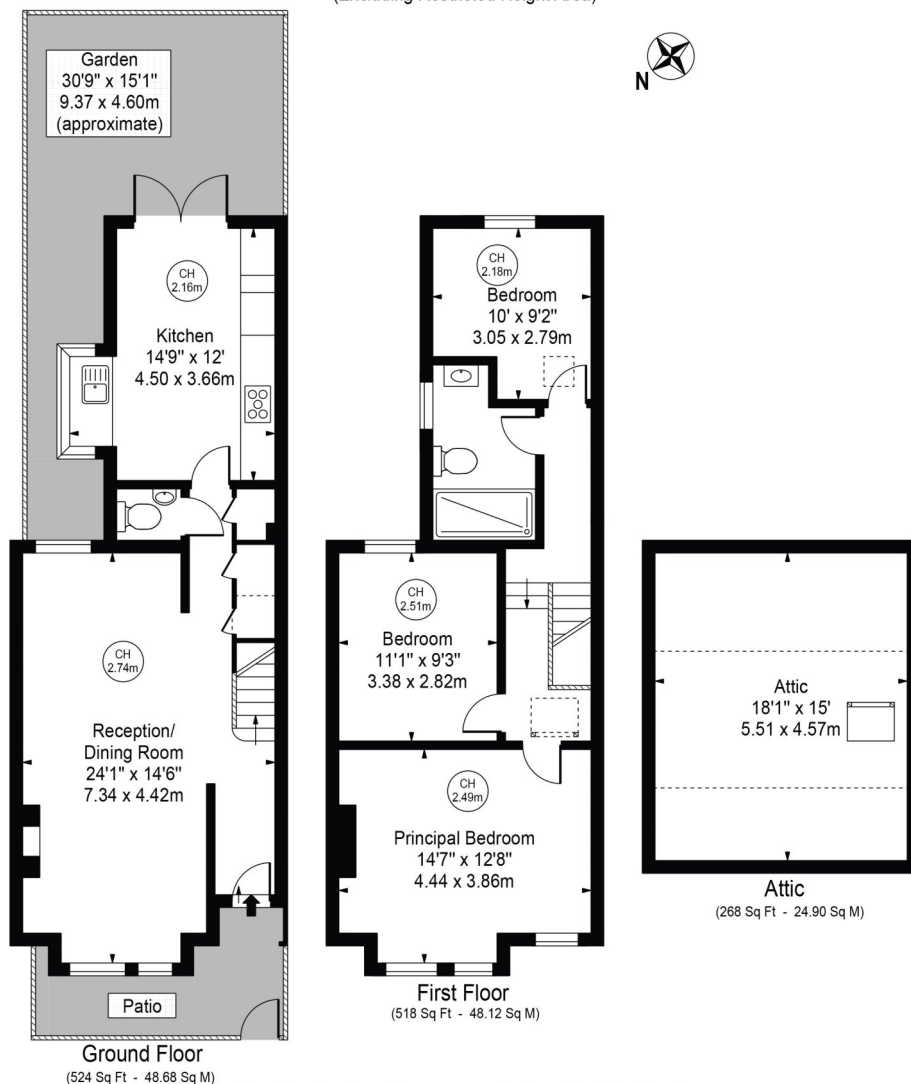 (Excluding Restricted Height Area)
N
Garden
30'9" x 15'1"
9.37 x 4.60m
(approximate)
CH
2.16m
Kitchen
14'9" x 12'
4.50 x 3.66m
CH
2.74m
Reception/
Dining Room
24'1" x 14'6"
7.34 x 4.42m
Patio
Ground Floor
(524 Sq Ft - 48.68 Sq M)
CH
2.18m
Bedroom
10' x 9'2"
3.05 x 2.79m
CH
2.51m
Bedroom
11'1" x 9'3"
3.38 x 2.82m
CH
2.49m
Principal Bedroom
14'7" x 12'8"
4.44 x 3.86m
First Floor
(518 Sq Ft - 48.12 Sq M)
Attic
18'1" x 15'
5.51 x 4.57m
Attic
(268 Sq Ft - 24.90 Sq M)